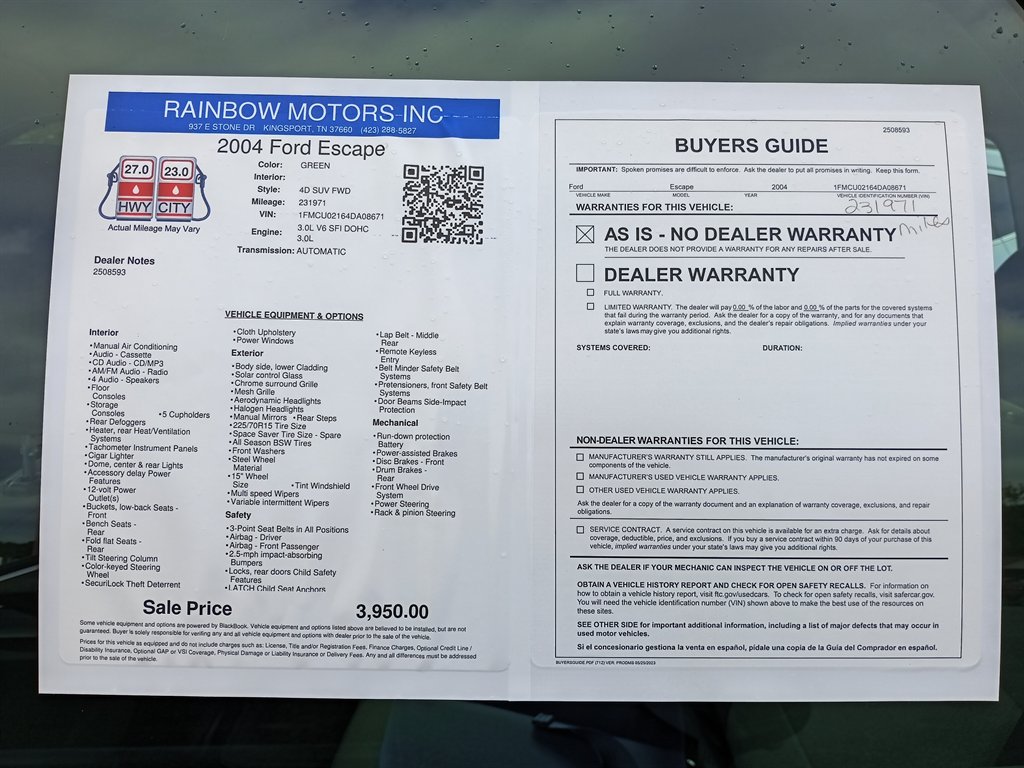 RAINBOW MOTORS INC
937 E STONE DR KINGSPORT, TN 37660 (423) 288-5827
2004 Ford Escape
27.0 23.0
HWY CITY
Actual Mileage May Vary
Color: GREEN
Interior:
Style: 4D SUV FWD
Mileage: 231971
VIN: 1FMCU02164DA08671
Engine: 3.0L V6 SFI DOHC
3.0L
Transmission: AUTOMATIC
Dealer Notes
2508593
VEHICLE EQUIPMENT & OPTIONS
Interior
•Manual Air Conditioning
•Audio - Cassette
•CD Audio - CD/MP3
•AM/FM Audio - Radio
•4 Audio - Speakers
•Floor
Consoles
•Storage
Consoles •5 Cupholders
•Rear Defoggers
•Heater, rear Heat/Ventilation
Systems
•Tachometer Instrument Panels
•Cigar Lighter
•Dome, center & rear Lights
•Accessory delay Power
Features
•12-volt Power
Outlet(s)
•Buckets, low-back Seats -
Front
•Bench Seats -
Rear
•Fold flat Seats -
Rear
•Tilt Steering Column
•Color-keyed Steering
Wheel
•SecuriLock Theft Deterrent
•Cloth Upholstery
•Power Windows
Exterior
•Body side, lower Cladding
•Solar control Glass
•Chrome surround Grille
•Mesh Grille
•Aerodynamic Headlights
•Halogen Headlights
•Manual Mirrors •Rear Steps
•225/70R15 Tire Size
•Space Saver Tire Size - Spare
•All Season BSW Tires
•Front Washers
•Steel Wheel
Material
•15" Wheel
Size •Tint Windshield
•Multi speed Wipers
•Variable intermittent Wipers
Safety
•3-Point Seat Belts in All Positions
•Airbag - Driver
•Airbag - Front Passenger
•2.5-mph impact-absorbing
Bumpers
•Locks, rear doors Child Safety
Features
•LATCH Child Seat Anchors
•Lap Belt - Middle
Rear
•Remote Keyless
Entry
•Belt Minder Safety Belt
Systems
•Pretensioners, front Safety Belt
Systems
•Door Beams Side-Impact
Protection
Mechanical
•Run-down protection
Battery
•Power-assisted Brakes
•Disc Brakes - Front
•Drum Brakes -
Rear
•Front Wheel Drive
System
•Power Steering
•Rack & pinion Steering
Sale Price 3,950.00
Some vehicle equipment and options are powered by BlackBook. Vehicle equipment and options listed above are believed to be installed, but are not
guaranteed. Buyer is solely responsible for verifing any and all vehicle equipment and options with dealer prior to the sale of the vehicle.
Prices for this vehicle as equipped and do not include charges such as: License, Title and/or Registration Fees, Finance Charges, Optional Credit Line /
Disability Insurance, Optional GAP or VSI Coverage, Physical Damage or Liability Insurance or Delivery Fees. Any and all differences must be addressed
prior to the sale of the vehicle.
2508593
BUYERS GUIDE
IMPORTANT: Spoken promises are difficult to enforce. Ask the dealer to put all promises in writing. Keep this form.
Ford Escape 2004 1FMCU02164DA08671
VEHICLE MAKE MODEL YEAR VEHICLE IDENTIFICATION NUMBER (VIN)
WARRANTIES FOR THIS VEHICLE: 231971
miles
AS IS - NO DEALER WARRANTY
THE DEALER DOES NOT PROVIDE A WARRANTY FOR ANY REPAIRS AFTER SALE.
DEALER WARRANTY
FULL WARRANTY.
LIMITED WARRANTY. The dealer will pay 0.00 % of the labor and 0.00 % of the parts for the covered systems
that fail during the warranty period. Ask the dealer for a copy of the warranty, and for any documents that
explain warranty coverage, exclusions, and the dealer's repair obligations. Implied warranties under your
state's laws may give you additional rights.
SYSTEMS COVERED: DURATION:
NON-DEALER WARRANTIES FOR THIS VEHICLE:
MANUFACTURER'S WARRANTY STILL APPLIES. The manufacturer's original warranty has not expired on some
components of the vehicle.
MANUFACTURER'S USED VEHICLE WARRANTY APPLIES.
OTHER USED VEHICLE WARRANTY APPLIES.
Ask the dealer for a copy of the warranty document and an explanation of warranty coverage, exclusions, and repair
obligations.
SERVICE CONTRACT. A service contract on this vehicle is available for an extra charge. Ask for details about
coverage, deductible, price, and exclusions. If you buy a service contract within 90 days of your purchase of this
vehicle, implied warranties under your state's laws may give you additional rights.
ASK THE DEALER IF YOUR MECHANIC CAN INSPECT THE VEHICLE ON OR OFF THE LOT.
OBTAIN A VEHICLE HISTORY REPORT AND CHECK FOR OPEN SAFETY RECALLS. For information on
how to obtain a vehicle history report, visit ftc.gov/usedcars. To check for open safety recalls, visit safercar.gov.
You will need the vehicle identification number (VIN) shown above to make the best use of the resources on
these sites.
SEE OTHER SIDE for important additional information, including a list of major defects that may occur in
used motor vehicles.
Si el concesionario gestiona la venta en español, pídale una copia de la Guía del Comprador en español.
BUYERSGUIDE.PDF (7/12) VER. PRODMB 05/25/2023